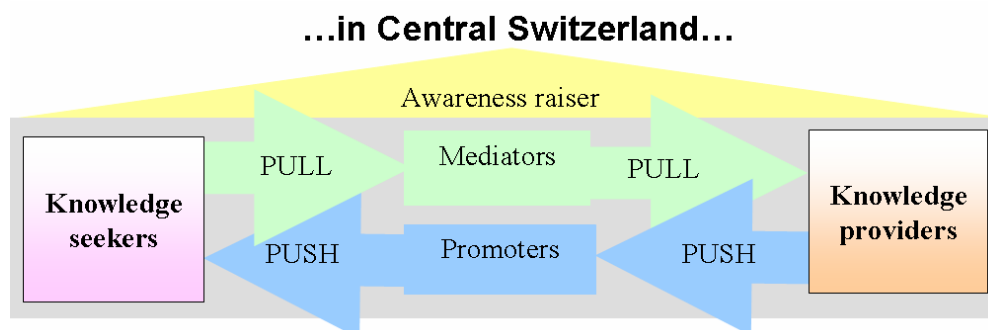 …in Central Switzerland…
Awareness raiser
Knowledge
seekers
PULL
Mediators
PULL
Knowledge
providers
PUSH
Promoters
PUSH